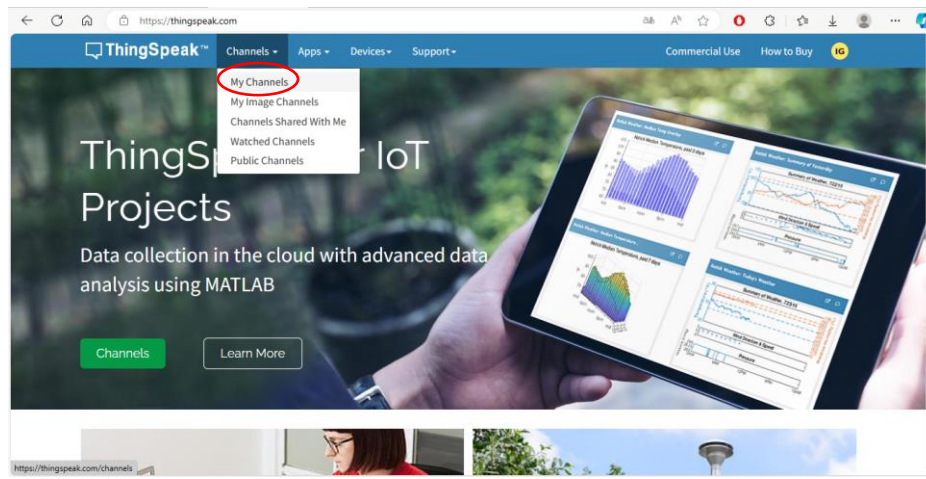 https://thingspeak.com
ThingSpeak™
Channels
Apps
Devices
Support
Commercial Use
How to Buy
IG
My Channels
My Image Channels
Channels Shared With Me
Watched Channels
Public Channels
ThingSp r IoT
Projects
Data collection in the cloud with advanced data
analysis using MATLAB
Channels
Learn More
https://thingspeak.com/channels